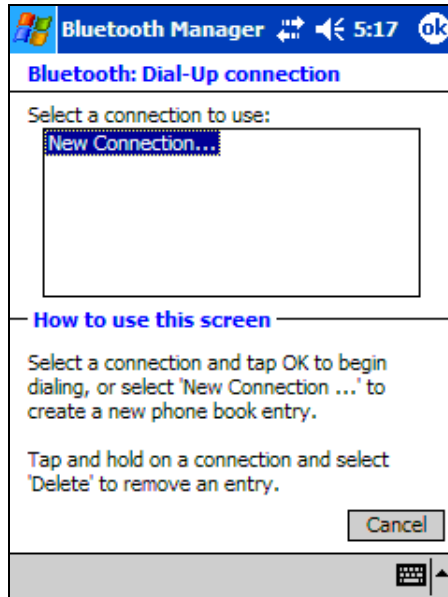 Bluetooth Manager 5:17 ok
Bluetooth: Dial-Up connection
Select a connection to use:
New Connection...
How to use this screen
Select a connection and tap OK to begin
dialing, or select 'New Connection ...' to
create a new phone book entry.
Tap and hold on a connection and select
'Delete' to remove an entry.
Cancel